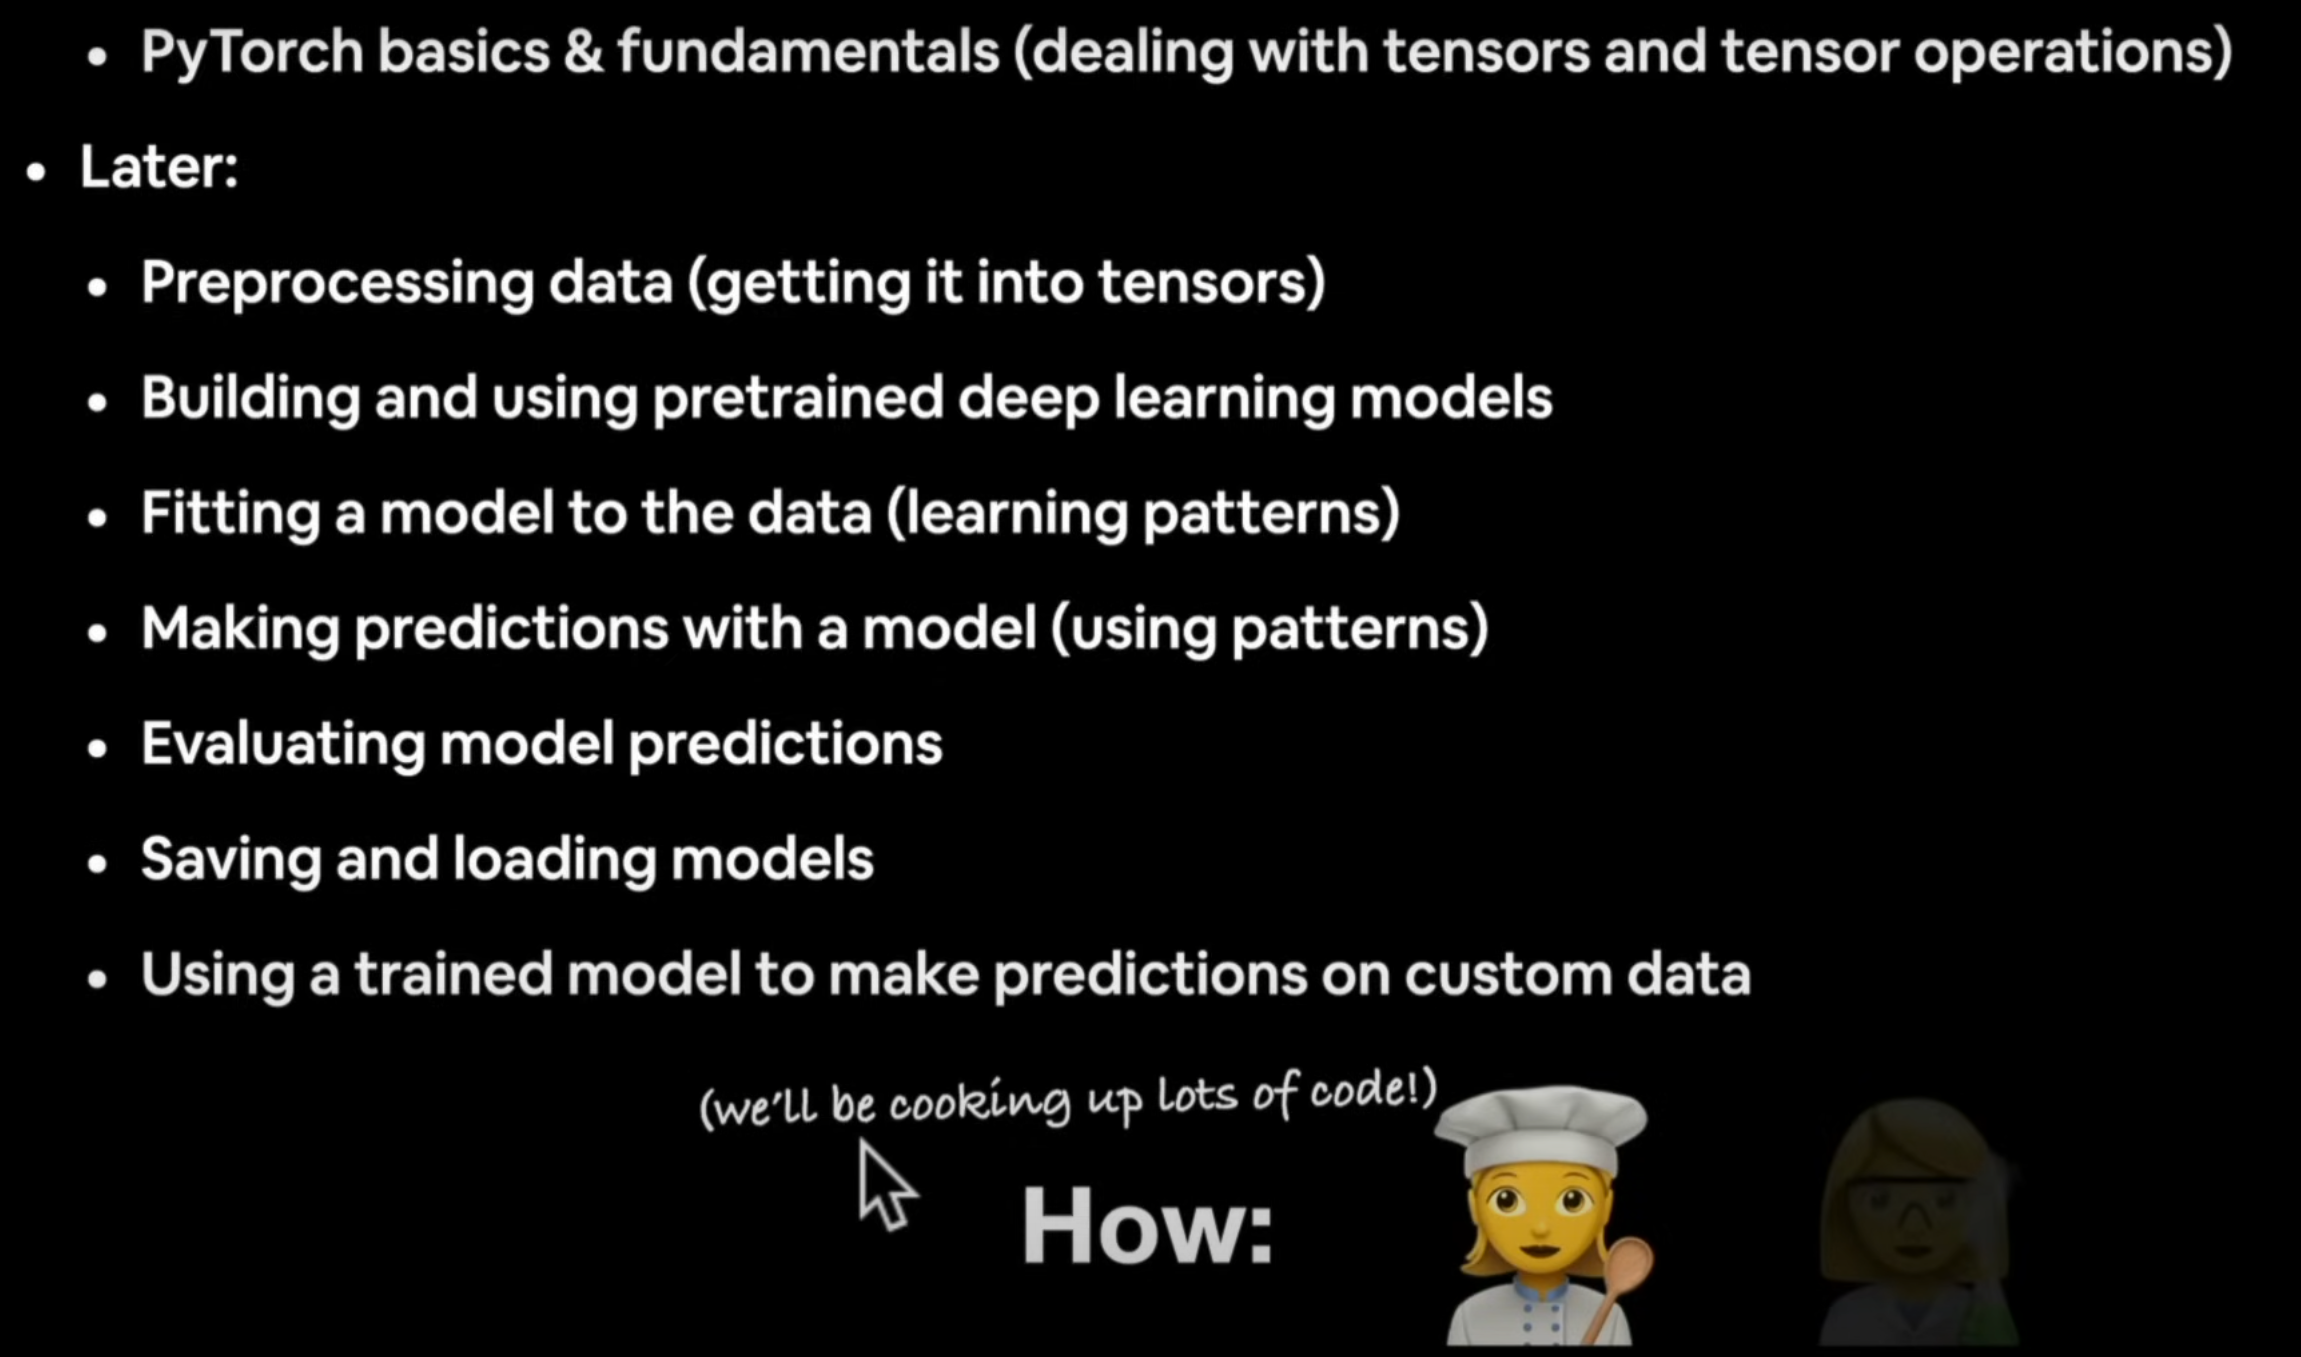 • PyTorch basics & fundamentals (dealing with tensors and tensor operations)
• Later:
• Preprocessing data (getting it into tensors)
• Building and using pretrained deep learning models
• Fitting a model to the data (learning patterns)
• Making predictions with a model (using patterns)
• Evaluating model predictions
• Saving and loading models
• Using a trained model to make predictions on custom data
(we'll be cooking up lots of code!)
How: